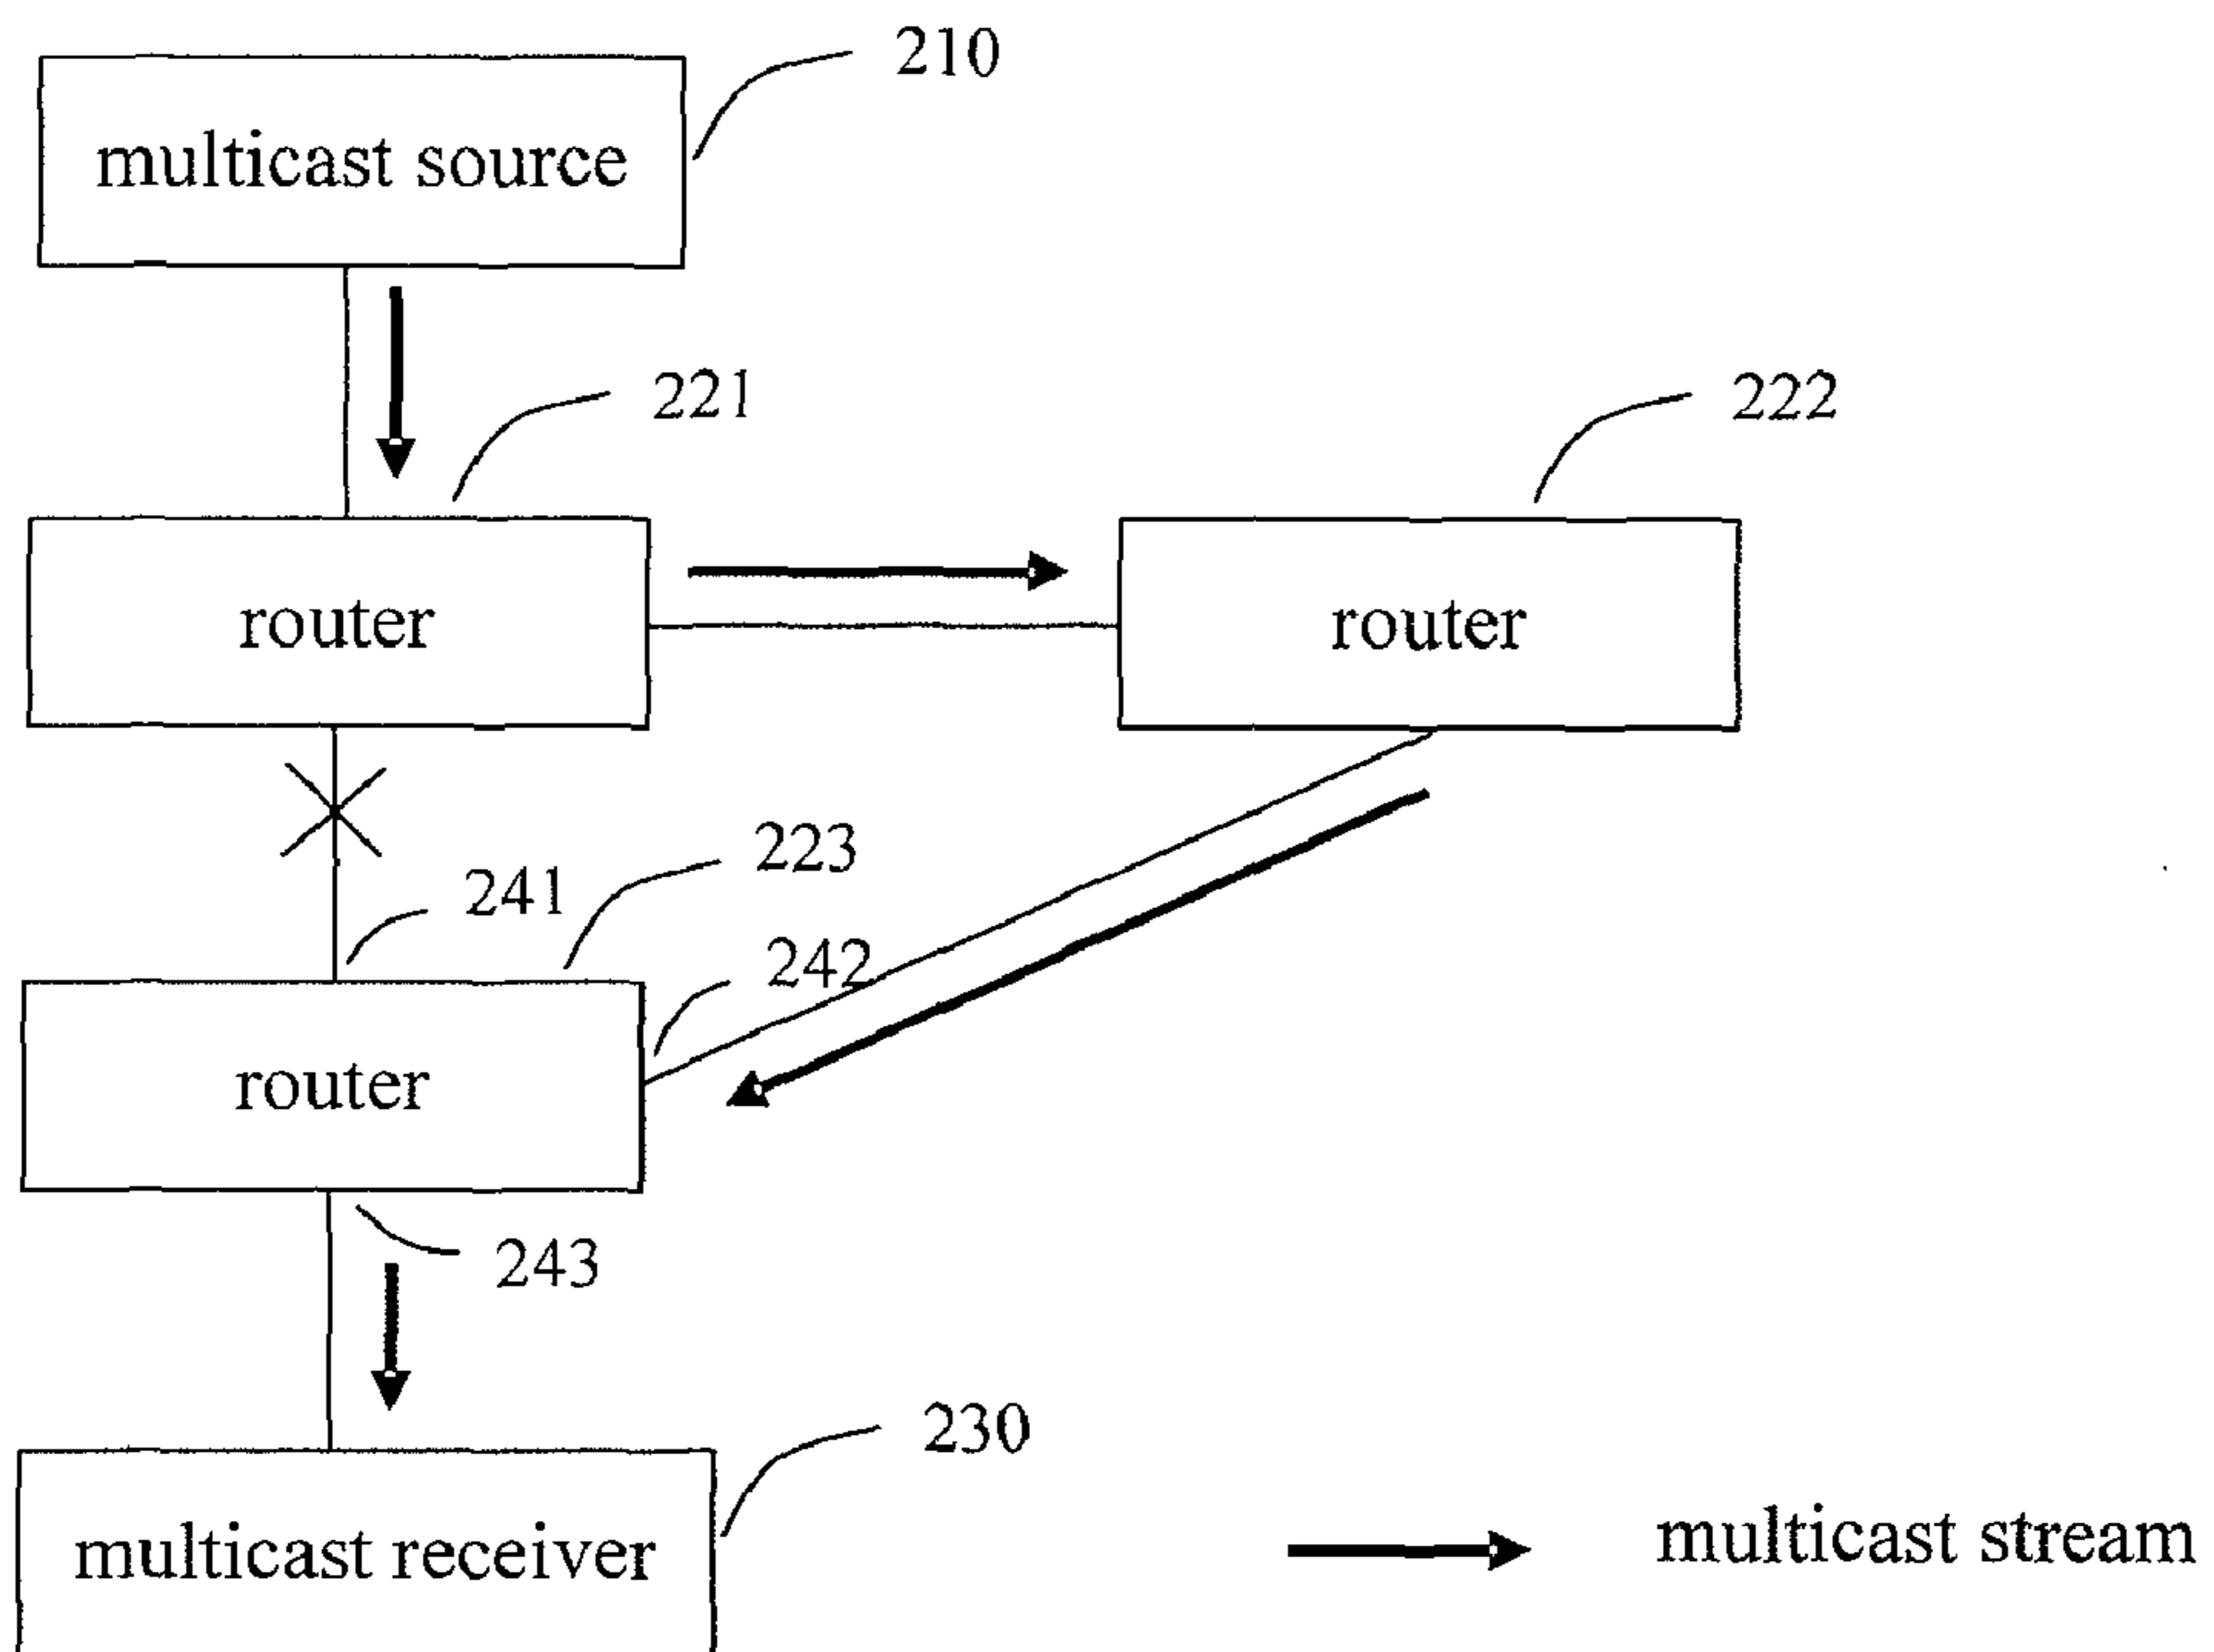 210
multicast source
221
222
router
router
223
241
242
router
243
230
multicast receiver
multicast stream